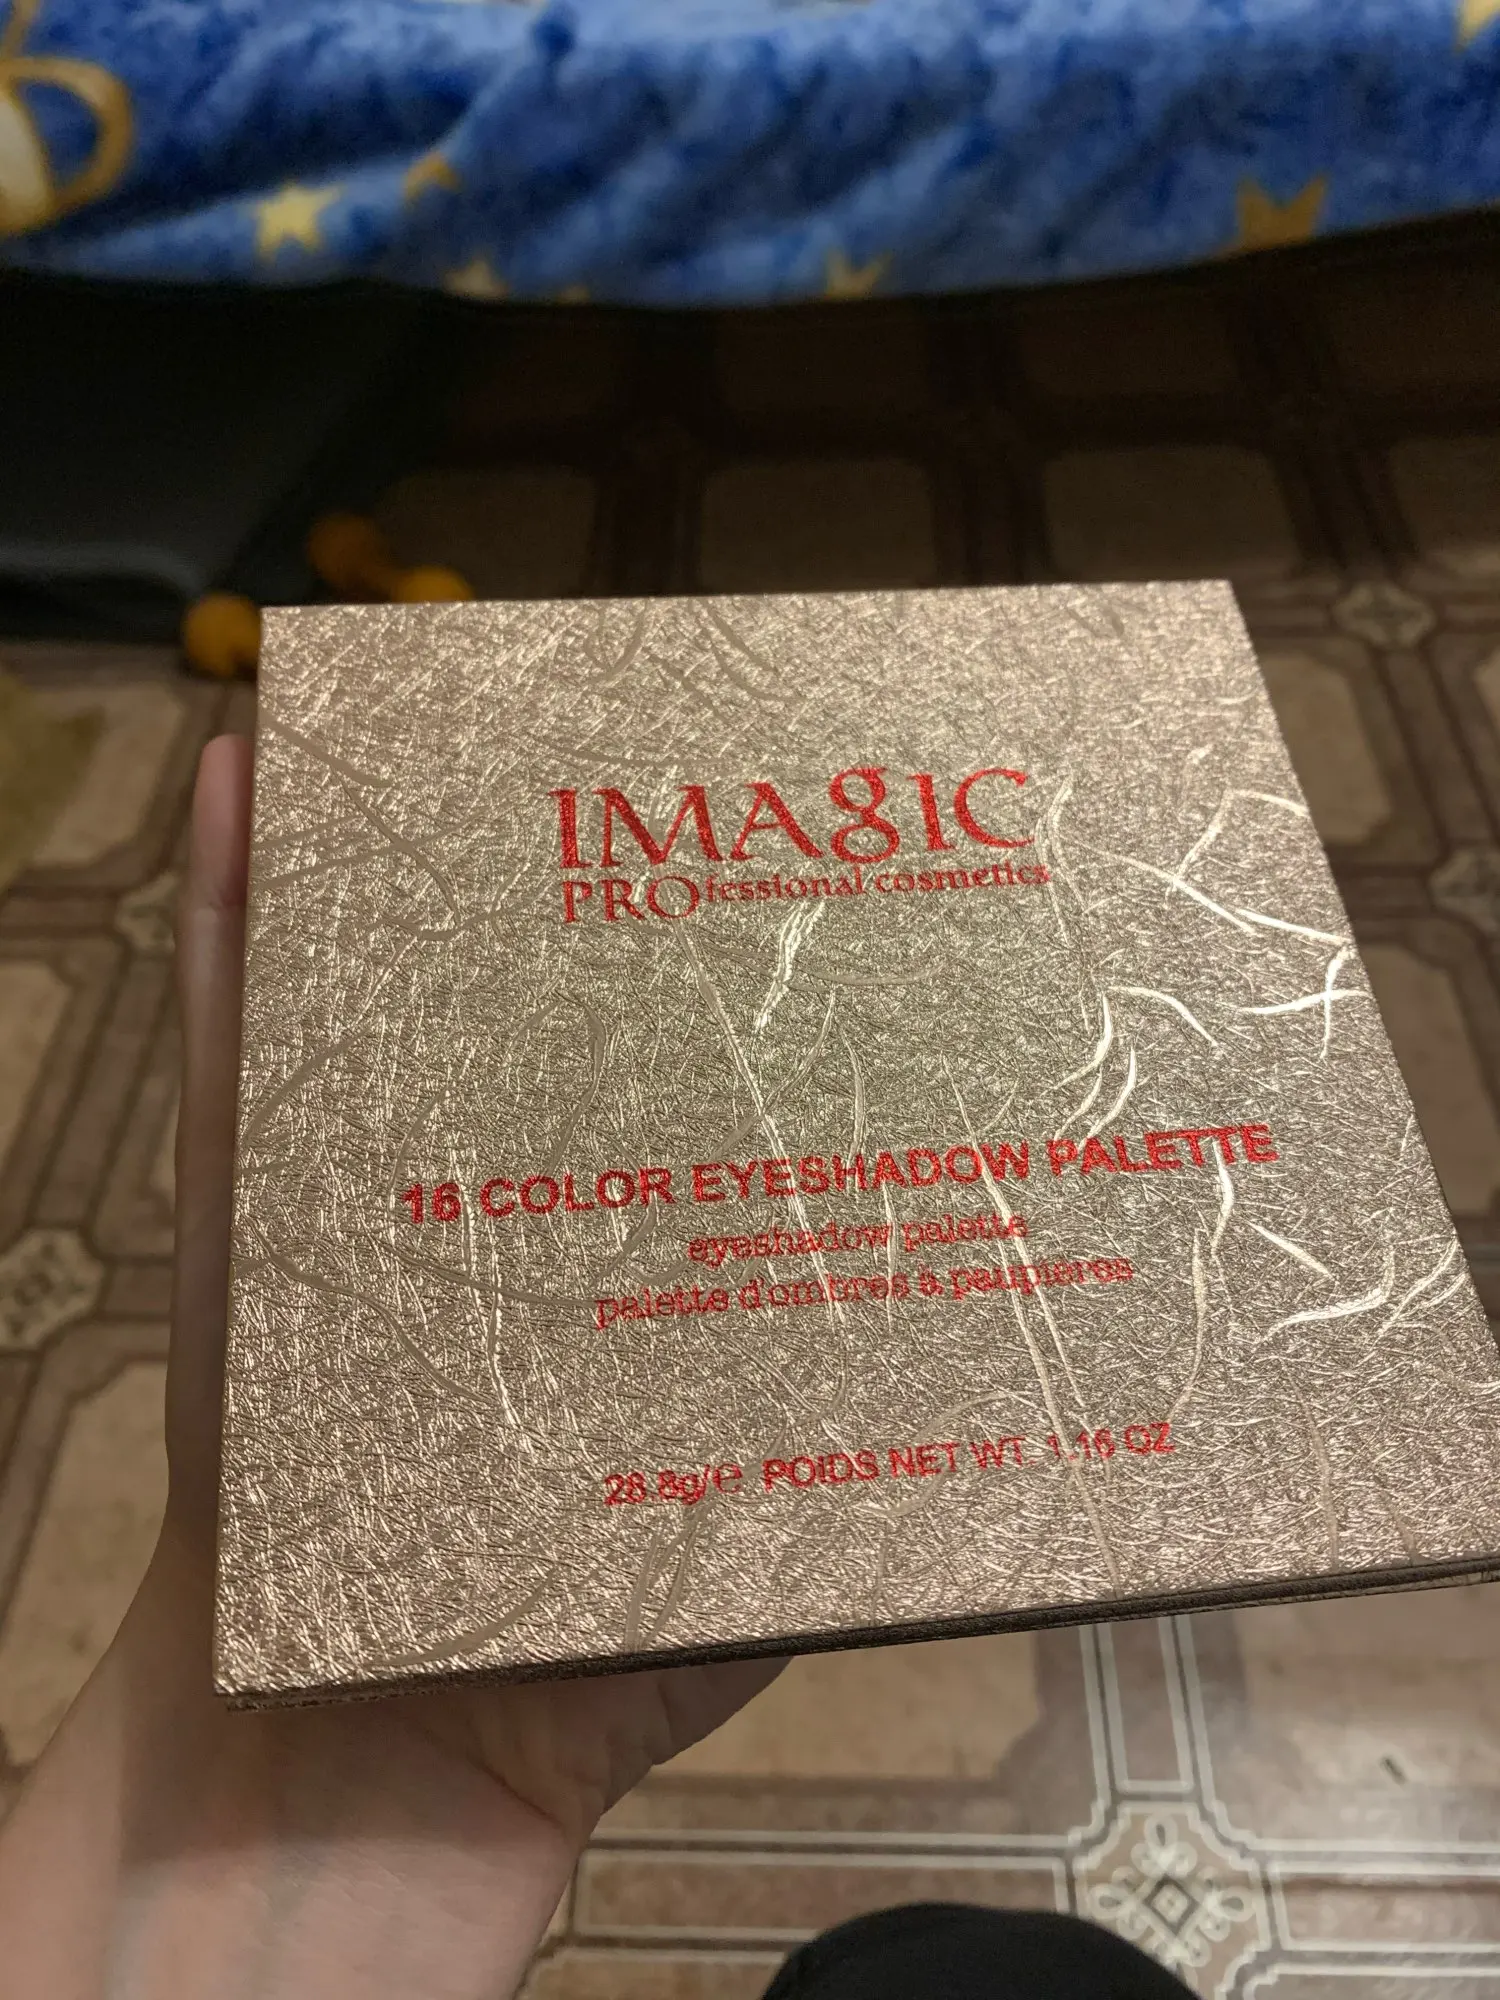 IMAGIC
PROfessional cosmetics
16 COLOR EYESHADOW PALETTE
eyeshadow palette
palette d'ombres à paupières
28.8g/℮ POIDS NET WT. 1.16 OZ